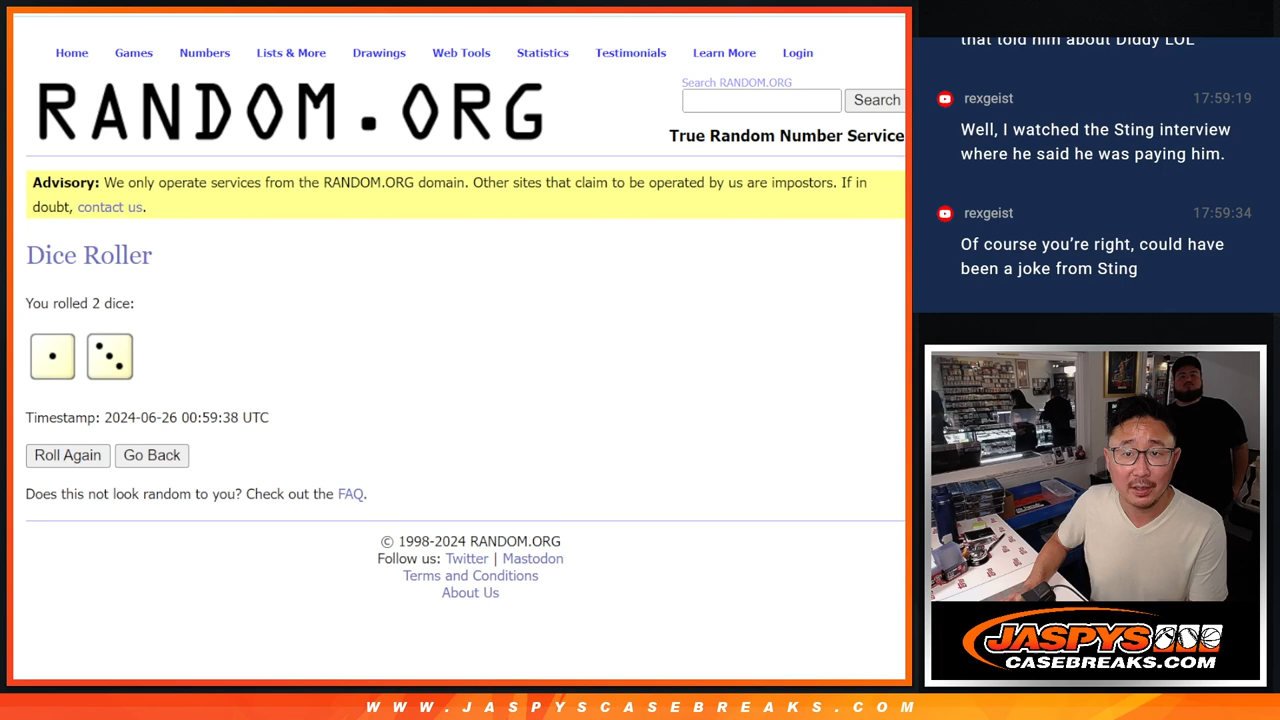 Home Games Numbers Lists & More Drawings Web Tools Statistics Testimonials Learn More Login
RANDOM.ORG
Search RANDOM.ORG
Search
True Random Number Service
Advisory: We only operate services from the RANDOM.ORG domain. Other sites that claim to be operated by us are impostors. If in
doubt, contact us.
Dice Roller
You rolled 2 dice:
Timestamp: 2024-06-26 00:59:38 UTC
Roll Again Go Back
Does this not look random to you? Check out the FAQ.
© 1998-2024 RANDOM.ORG
Follow us: Twitter | Mastodon
Terms and Conditions
About Us
that told him about Diddy LOL
rexgeist 17:59:19
Well, I watched the Sting interview
where he said he was paying him.
rexgeist 17:59:34
Of course you’re right, could have
been a joke from Sting
JASPYS
CASEBREAKS.COM
WWW.JASPYSCASEBREAKS.COM